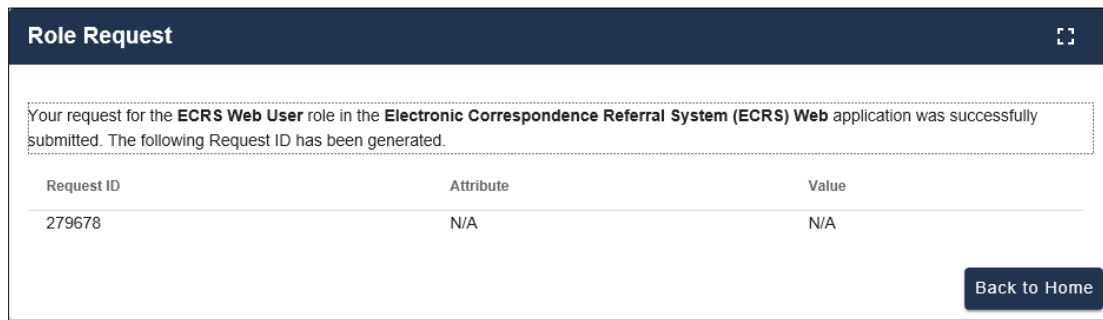 Role Request
Your request for the ECRS Web User role in the Electronic Correspondence Referral System (ECRS) Web application was successfully
submitted. The following Request ID has been generated.
Request ID Attribute Value
279678 N/A N/A
Back to Home